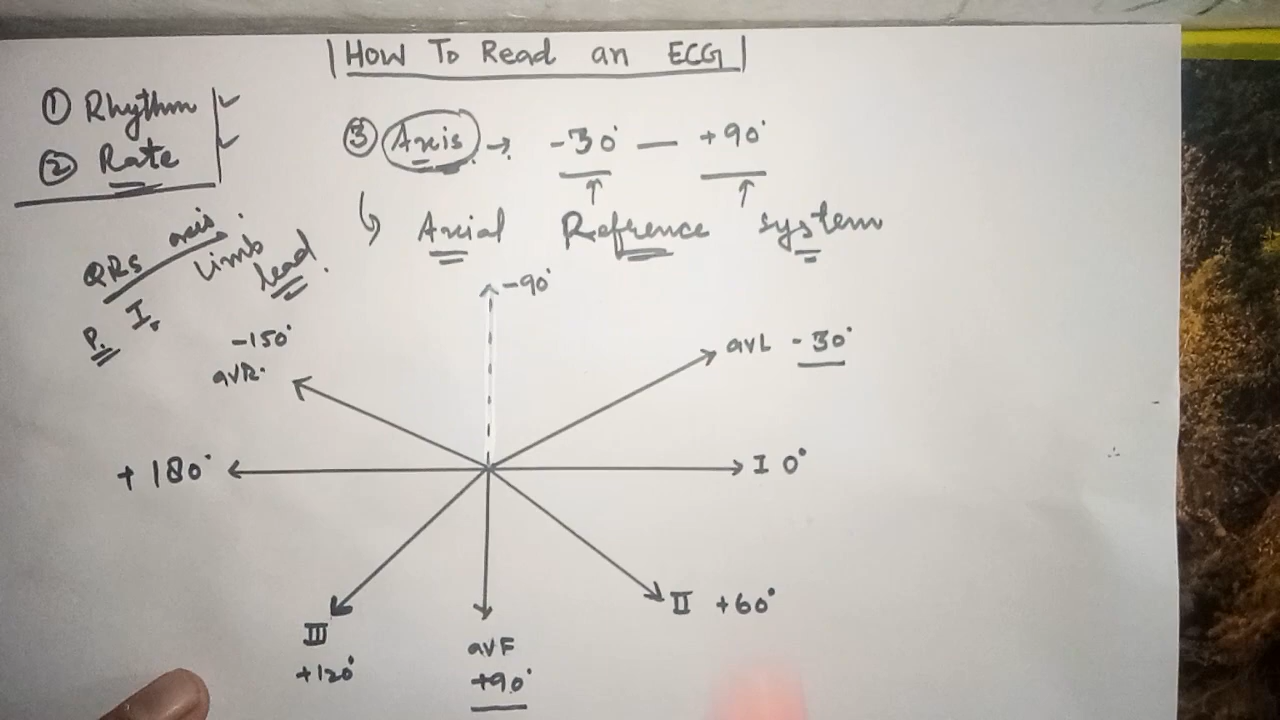 How To Read an ECG
① Rhythm ✓
② Rate ✓
③ Axis → -30° — +90°
↳ Axial Refrence system
QRS axis
limb
lead.
I.
P.
-90°
-150°
avR.
avL -30°
+180°
I 0°
III
+120°
avF
+90°
II +60°